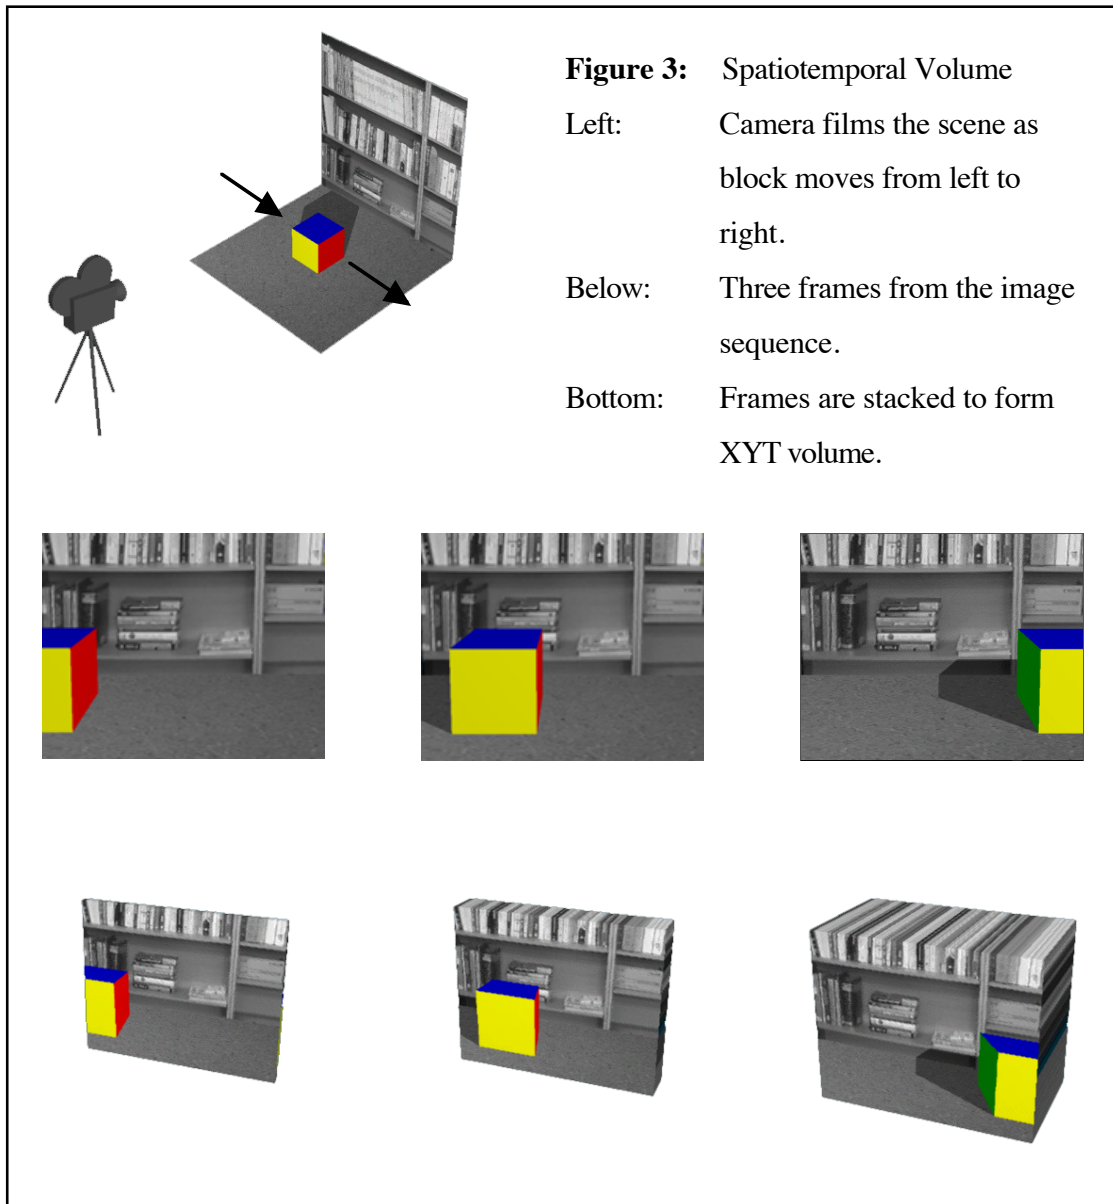 Figure 3: Spatiotemporal Volume
Left: Camera films the scene as
block moves from left to
right.
Below: Three frames from the image
sequence.
Bottom: Frames are stacked to form
XYT volume.